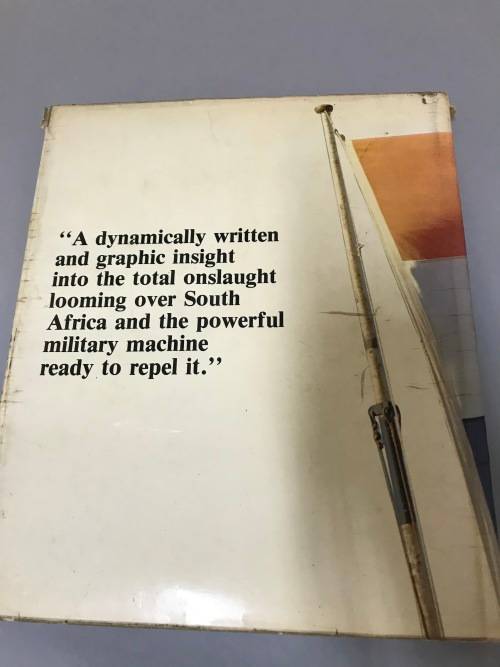 “A dynamically written
and graphic insight
into the total onslaught
looming over South
Africa and the powerful
military machine
ready to repel it.”